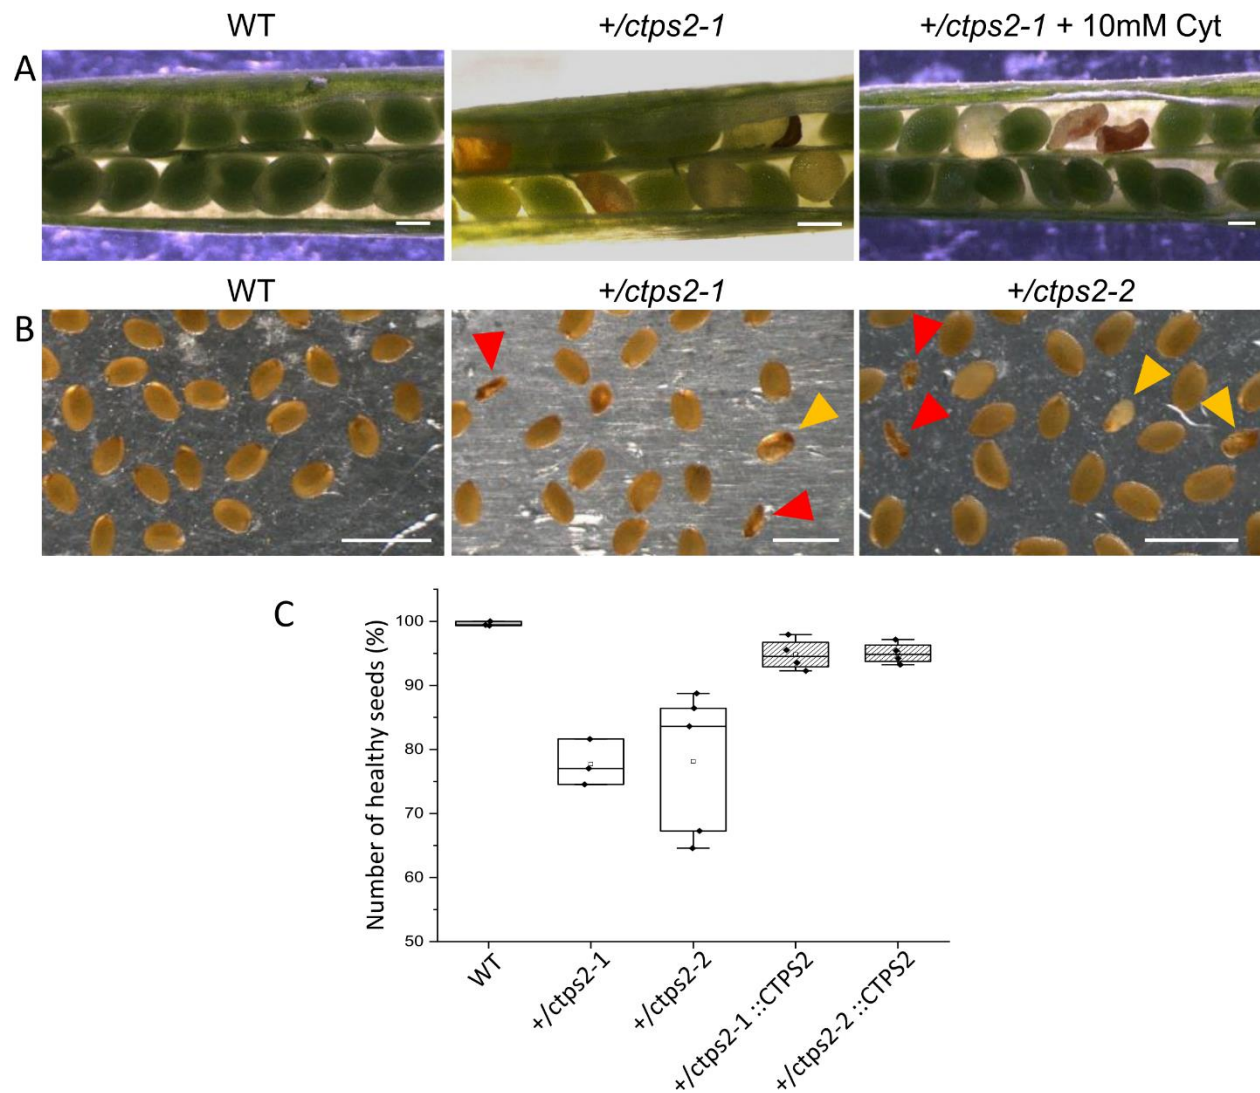 WT
+/ctps2-1
+/ctps2-1 + 10mM Cyt
A
WT
+/ctps2-1
+/ctps2-2
B
C
Number of healthy seeds (%)
100
90
80
70
60
50
WT
+/ctps2-1
+/ctps2-2
+/ctps2-1 ::CTPS2
+/ctps2-2 ::CTPS2